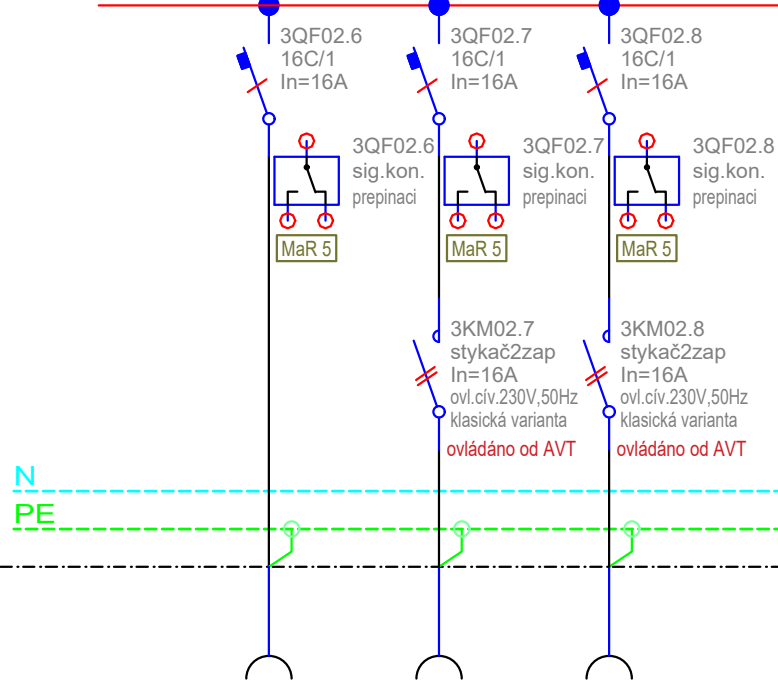 3QF02.6
16C/1
In=16A
3QF02.7
16C/1
In=16A
3QF02.8
16C/1
In=16A
3QF02.6
sig.kon.
prepinaci
3QF02.7
sig.kon.
prepinaci
3QF02.8
sig.kon.
prepinaci
MaR 5
MaR 5
MaR 5
3KM02.7
stykač2zap
In=16A
ovl.cív.230V,50Hz
klasická varianta
ovládáno od AVT
3KM02.8
stykač2zap
In=16A
ovl.cív.230V,50Hz
klasická varianta
ovládáno od AVT
N
PE